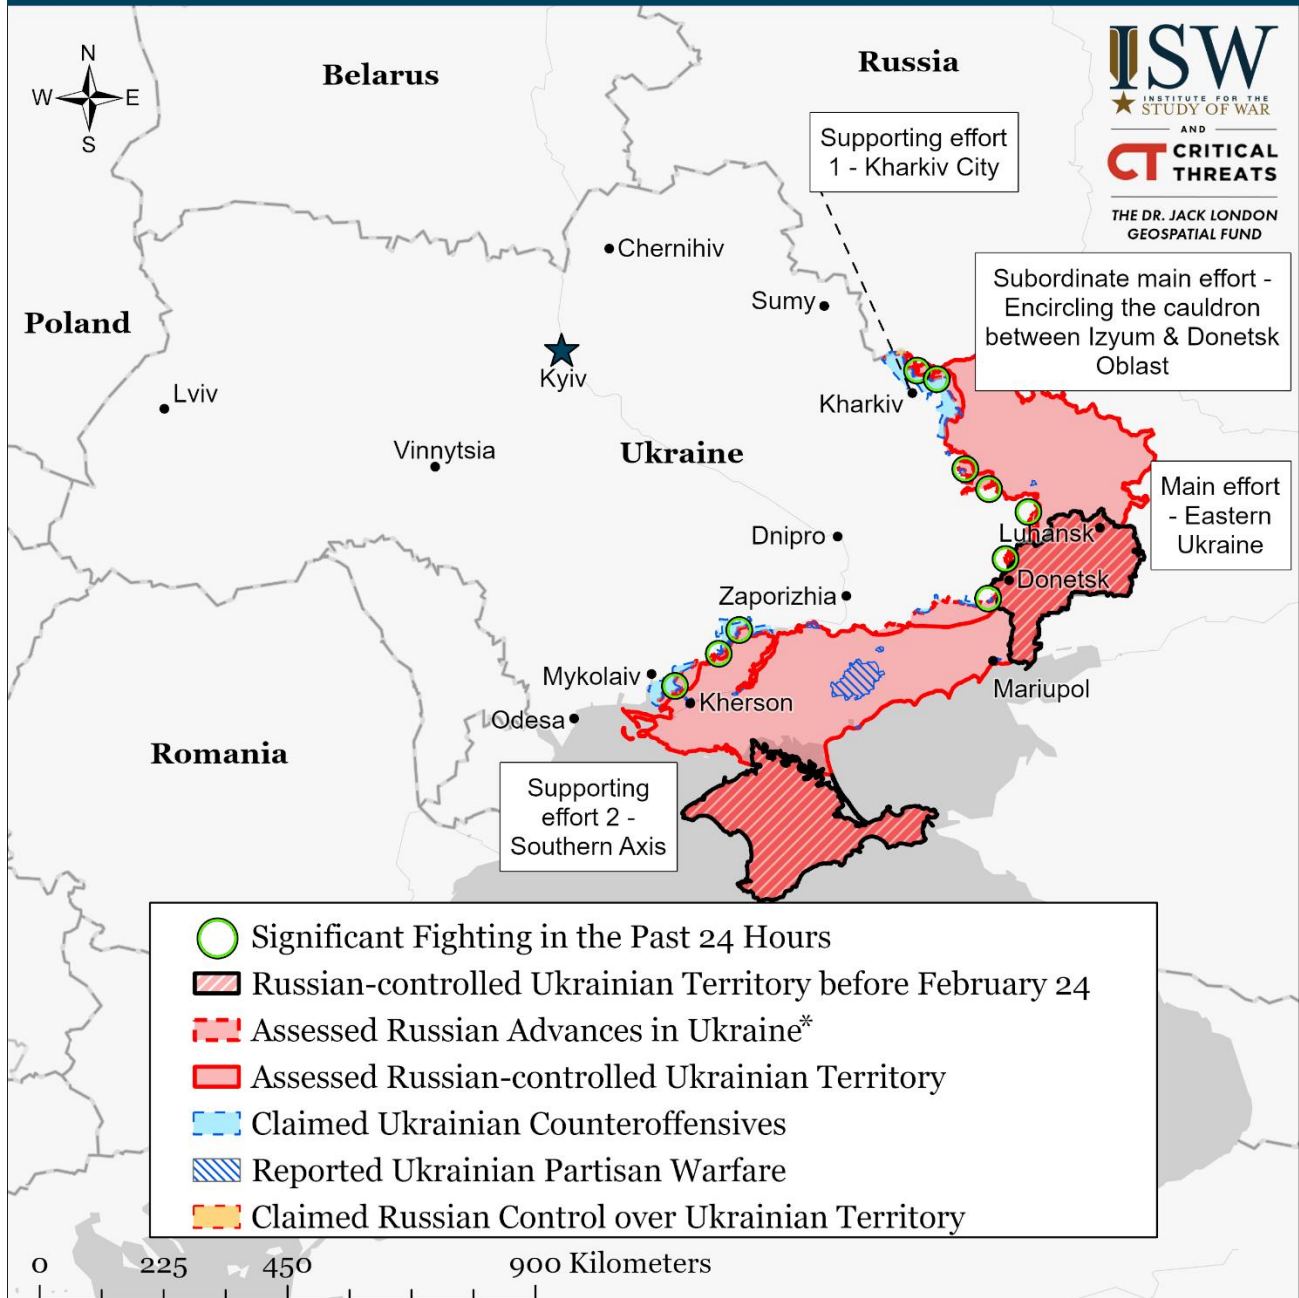 Belarus
Russia
ISW
INSTITUTE FOR THE
STUDY OF WAR
AND
CT CRITICAL
THREATS
THE DR. JACK LONDON
GEOSPATIAL FUND
N
W
E
S
Supporting effort
1 - Kharkiv City
Chernihiv
Subordinate main effort -
Encircling the cauldron
between Izyum & Donetsk
Oblast
Sumy
Poland
Kyiv
Lviv
Kharkiv
Vinnytsia
Ukraine
Main effort
- Eastern
Ukraine
Dnipro
Luhansk
Donetsk
Zaporizhia
Mykolaiv
Mariupol
Kherson
Odesa
Romania
Supporting
effort 2 -
Southern Axis
Significant Fighting in the Past 24 Hours
Russian-controlled Ukrainian Territory before February 24
Assessed Russian Advances in Ukraine*
Assessed Russian-controlled Ukrainian Territory
Claimed Ukrainian Counteroffensives
Reported Ukrainian Partisan Warfare
Claimed Russian Control over Ukrainian Territory
0 225 450 900 Kilometers